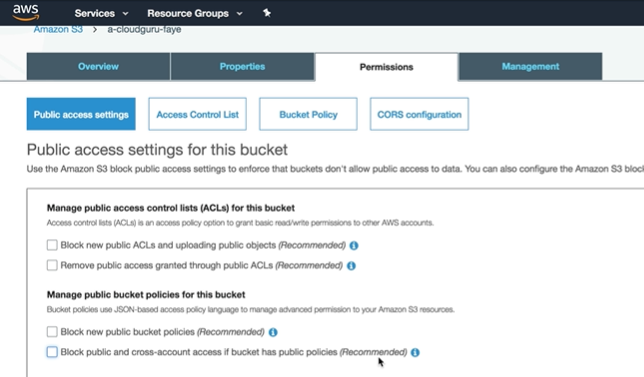 aws
Services
Resource Groups
Amazon S3 > a-cloudguru-faye
Overview
Properties
Permissions
Management
Public access settings
Access Control List
Bucket Policy
CORS configuration
Public access settings for this bucket
Use the Amazon S3 block public access settings to enforce that buckets don't allow public access to data. You can also configure the Amazon S3 bloc
Manage public access control lists (ACLs) for this bucket
Access control lists (ACLs) is an access policy option to grant basic read/write permissions to other AWS accounts.
Block new public ACLs and uploading public objects (Recommended)
Remove public access granted through public ACLs (Recommended)
Manage public bucket policies for this bucket
Bucket policies use JSON-based access policy language to manage advanced permission to your Amazon S3 resources.
Block new public bucket policies (Recommended)
Block public and cross-account access if bucket has public policies (Recommended)